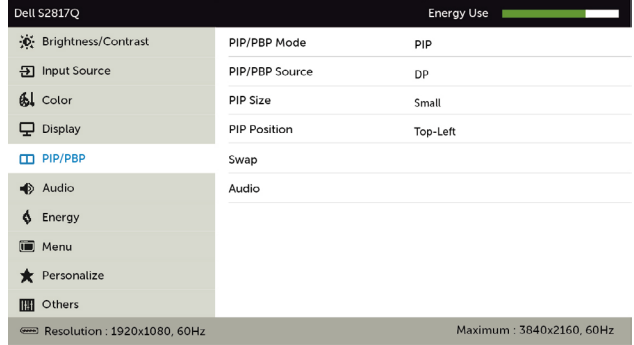 Dell S2817Q Energy Use
Brightness/Contrast PIP/PBP Mode PIP
Input Source PIP/PBP Source DP
Color PIP Size Small
Display PIP Position Top-Left
PIP/PBP Swap
Audio Audio
Energy
Menu
Personalize
Others
Resolution : 1920x1080, 60Hz Maximum : 3840x2160, 60Hz